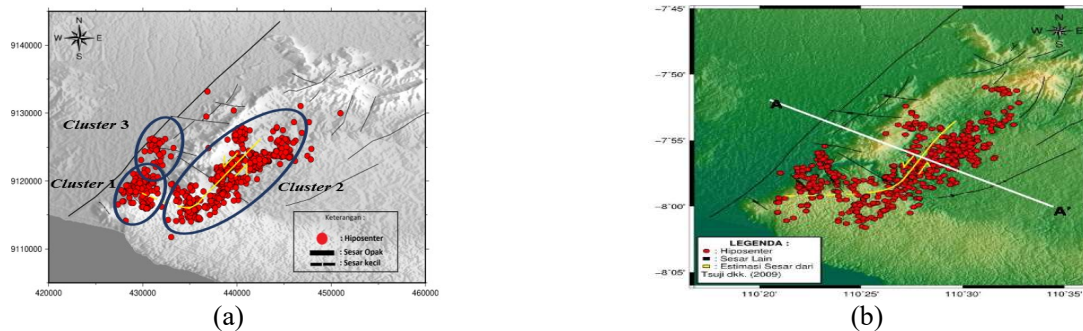 N
W E
S
9140000
9130000
9120000
9110000
420000 430000 440000 450000 460000
Cluster 3
Cluster 1
Cluster 2
Keterangan :
: Hiposenter
: Sesar Opak
: Sesar kecil
(a)
N
W E
S
-7°45'
-7°50'
-7°55'
-8°00'
-8°05'
110°20' 110°25' 110°30' 110°35'
A
A'
LEGENDA :
: Hiposenter
: Sesar Lain
: Estimasi Sesar dari
Tsuji dkk. (2009)
(b)